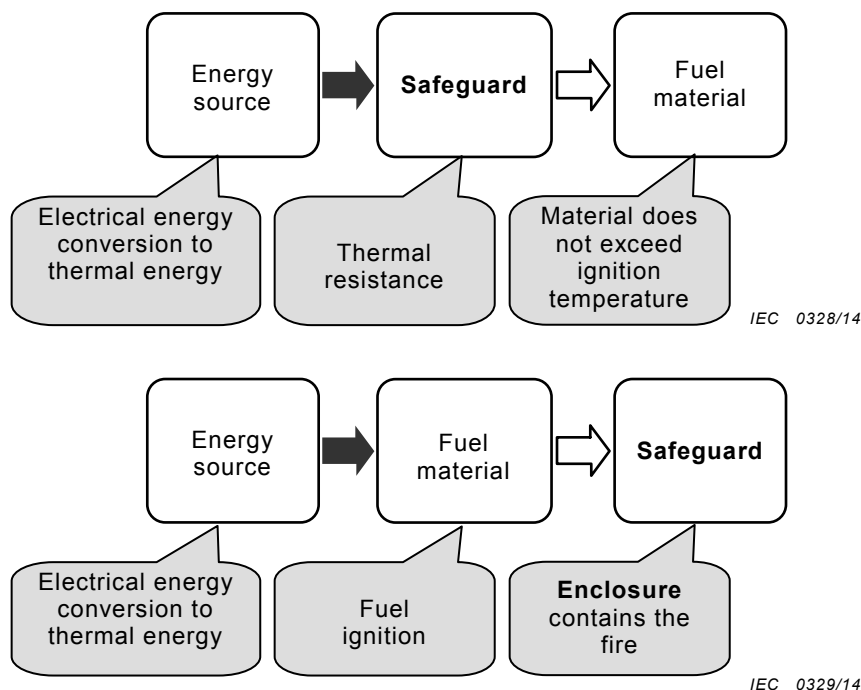 Energy
source
Safeguard
Fuel
material
Electrical energy
conversion to
thermal energy
Thermal
resistance
Material does
not exceed
ignition
temperature
IEC 0328/14
Energy
source
Fuel
material
Safeguard
Electrical energy
conversion to
thermal energy
Fuel
ignition
Enclosure
contains the
fire
IEC 0329/14